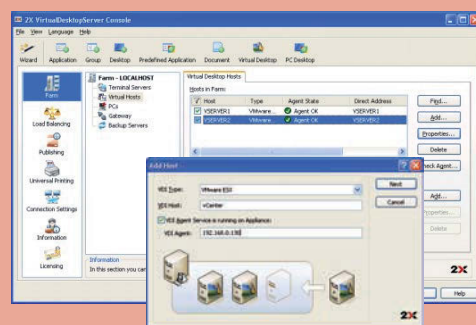 2X VirtualDesktopServer Console
File View Language Help
Wizard Application Group Desktop Predefined Application Document Virtual Desktop PC Desktop
Farm
Load Balancing
Publishing
Universal Printing
Connection Settings
Information
Licensing
Farm - LOCALHOST
Terminal Servers
Virtual Hosts
PCs
Gateway
Backup Servers
Virtual Desktop Hosts
Hosts in Farm:
Host Type Agent State Direct Address
VSERVER1 VMware... Agent OK VSERVER1
VSERVER2 VMware... Agent OK VSERVER2
Find...
Add...
Properties...
Delete
Check Agent...
Add...
Properties...
Delete
Information
In this section you can
2X
Help
Add Host
VDI Type: VMware ESX
VDI Host: vCenter
VDI Agent Service is running on Appliance:
VDI Agent: 192.168.0.130
Next
Cancel
2X